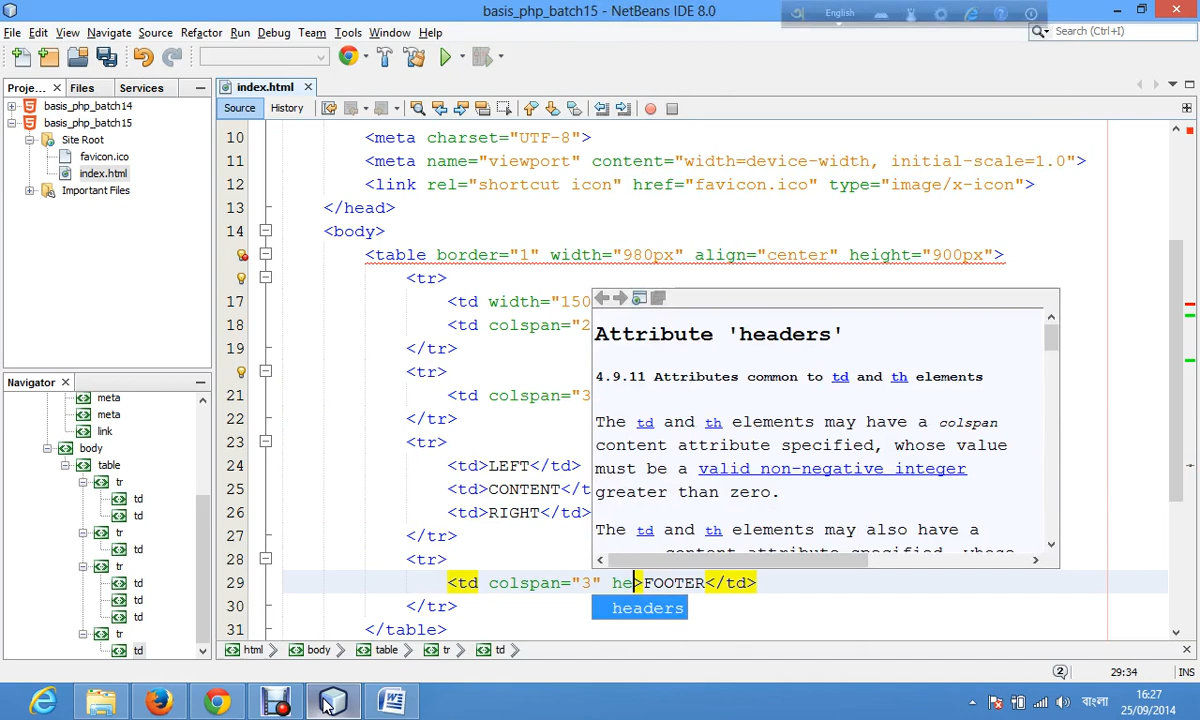 basis_php_batch15 - NetBeans IDE 8.0
English
File Edit View Navigate Source Refactor Run Debug Team Tools Window Help
Search (Ctrl+I)
Proje... Files Services
basis_php_batch14
basis_php_batch15
Site Root
favicon.ico
index.html
Important Files
Navigator
meta
meta
link
body
table
tr
td
td
tr
td
tr
td
td
td
tr
td
index.html
Source History
10 <meta charset="UTF-8">
11 <meta name="viewport" content="width=device-width, initial-scale=1.0">
12 <link rel="shortcut icon" href="favicon.ico" type="image/x-icon">
13 </head>
14 <body>
<table border="1" width="980px" align="center" height="900px">
<tr>
17 <td width="150
18 <td colspan="2
19 </tr>
<tr>
21 <td colspan="3
22 </tr>
23 <tr>
24 <td>LEFT</td>
25 <td>CONTENT</t
26 <td>RIGHT</td>
27 </tr>
28 <tr>
29 <td colspan="3" he>FOOTER</td>
30 </tr>
31 </table>
Attribute 'headers'
4.9.11 Attributes common to td and th elements
The td and th elements may have a colspan
content attribute specified, whose value
must be a valid non-negative integer
greater than zero.
The td and th elements may also have a
content attribute specified, whose
headers
html body table tr td
2 29:34 INS
বাংলা
16:27
25/09/2014